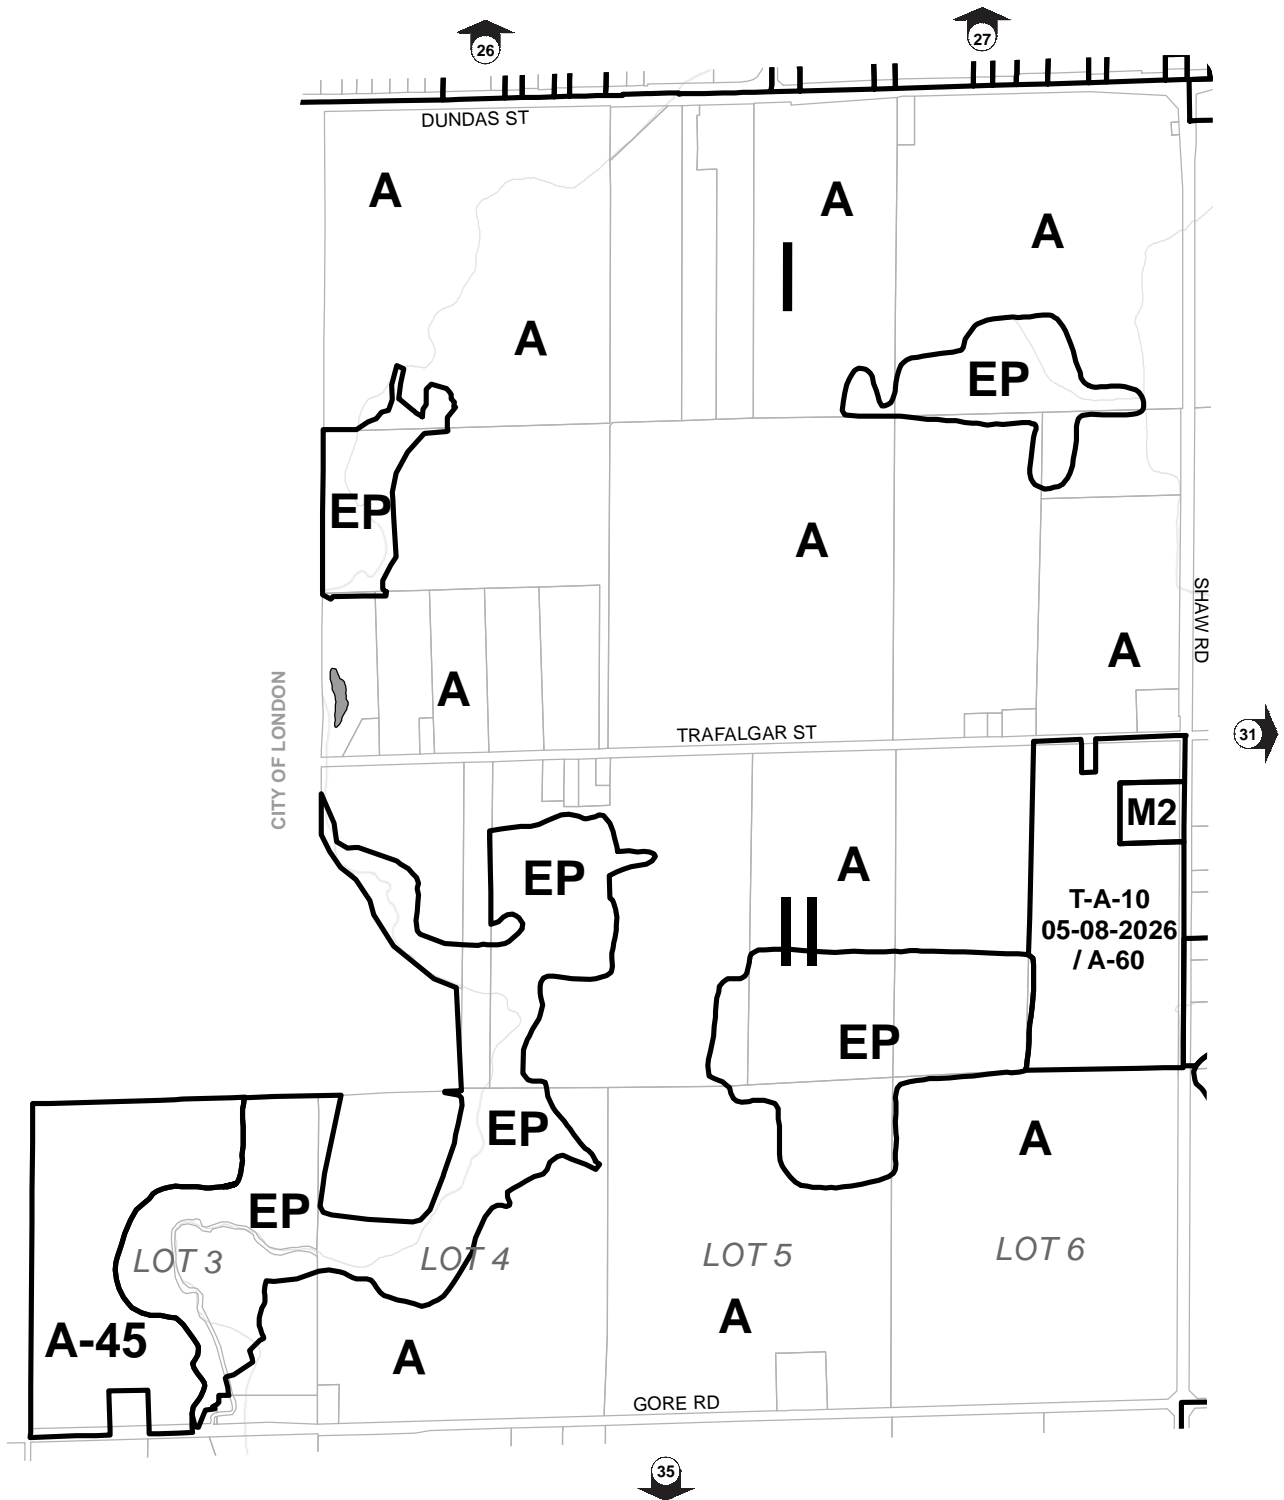 26
27
DUNDAS ST
A
A
A
A
I
EP
EP
A
SHAW RD
A
A
CITY OF LONDON
TRAFALGAR ST
31
M2
EP
A
T-A-10
05-08-2026
/ A-60
II
EP
EP
A
EP
LOT 3
LOT 4
LOT 5
LOT 6
A-45
A
A
GORE RD
35